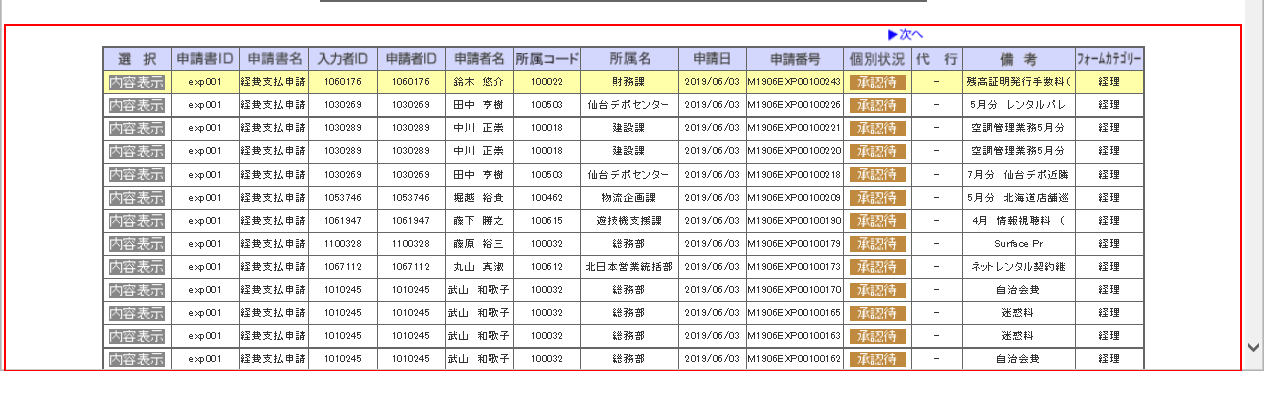 ▶次へ
選　択 申請書ID 申請書名 入力者ID 申請者ID 申請者名 所属コード 所属名 申請日 申請番号 個別状況 代　行 備　考 フォームカテゴリー
内容表示 exp001 経費支払申請 1060176 1060176 鈴木　悠介 100022 財務課 2019/06/03 M1906EXP00100243 承認待 - 残高証明発行手数料( 経理
内容表示 exp001 経費支払申請 1030269 1030269 田中　亨樹 100503 仙台デポセンター 2019/06/03 M1906EXP00100226 承認待 - 5月分　レンタルパレ 経理
内容表示 exp001 経費支払申請 1030289 1030289 中川　正崇 100018 建設課 2019/06/03 M1906EXP00100221 承認待 - 空調管理業務5月分 経理
内容表示 exp001 経費支払申請 1030289 1030289 中川　正崇 100018 建設課 2019/06/03 M1906EXP00100220 承認待 - 空調管理業務5月分 経理
内容表示 exp001 経費支払申請 1030269 1030269 田中　亨樹 100503 仙台デポセンター 2019/06/03 M1906EXP00100218 承認待 - 7月分　仙台デポ近隣 経理
内容表示 exp001 経費支払申請 1053746 1053746 堀越　裕貴 100462 物流企画課 2019/06/03 M1906EXP00100209 承認待 - 5月分　北海道店舗巡 経理
内容表示 exp001 経費支払申請 1061947 1061947 藤下　勝之 100615 遊技機支援課 2019/06/03 M1906EXP00100190 承認待 - 4月　情報視聴料　( 経理
内容表示 exp001 経費支払申請 1100328 1100328 藤原　裕三 100032 総務部 2019/06/03 M1906EXP00100179 承認待 - Surface Pr 経理
内容表示 exp001 経費支払申請 1067112 1067112 丸山　真淑 100612 北日本営業統括部 2019/06/03 M1906EXP00100173 承認待 - ネットレンタル契約継 経理
内容表示 exp001 経費支払申請 1010245 1010245 武山　和歌子 100032 総務部 2019/06/03 M1906EXP00100170 承認待 - 自治会費 経理
内容表示 exp001 経費支払申請 1010245 1010245 武山　和歌子 100032 総務部 2019/06/03 M1906EXP00100165 承認待 - 迷惑料 経理
内容表示 exp001 経費支払申請 1010245 1010245 武山　和歌子 100032 総務部 2019/06/03 M1906EXP00100163 承認待 - 迷惑料 経理
内容表示 exp001 経費支払申請 1010245 1010245 武山　和歌子 100032 総務部 2019/06/03 M1906EXP00100162 承認待 - 自治会費 経理